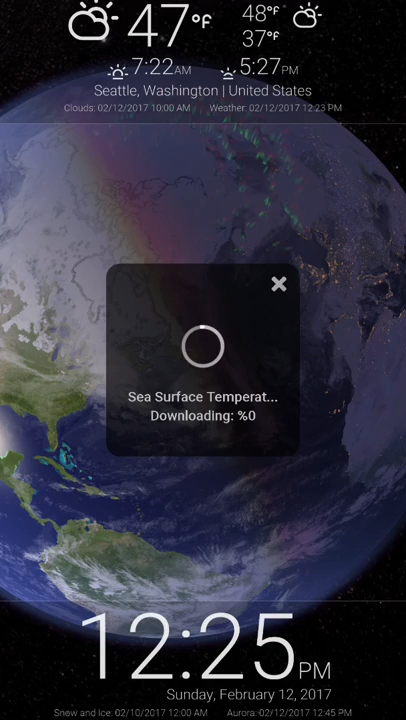 47°F
48°F
37°F
7:22AM 5:27PM
Seattle, Washington | United States
Clouds: 02/12/2017 10:00 AM Weather: 02/12/2017 12:23 PM
Sea Surface Temperat...
Downloading: %0
12:25PM
Sunday, February 12, 2017
Snow and Ice: 02/10/2017 12:00 AM Aurora: 02/12/2017 12:45 PM